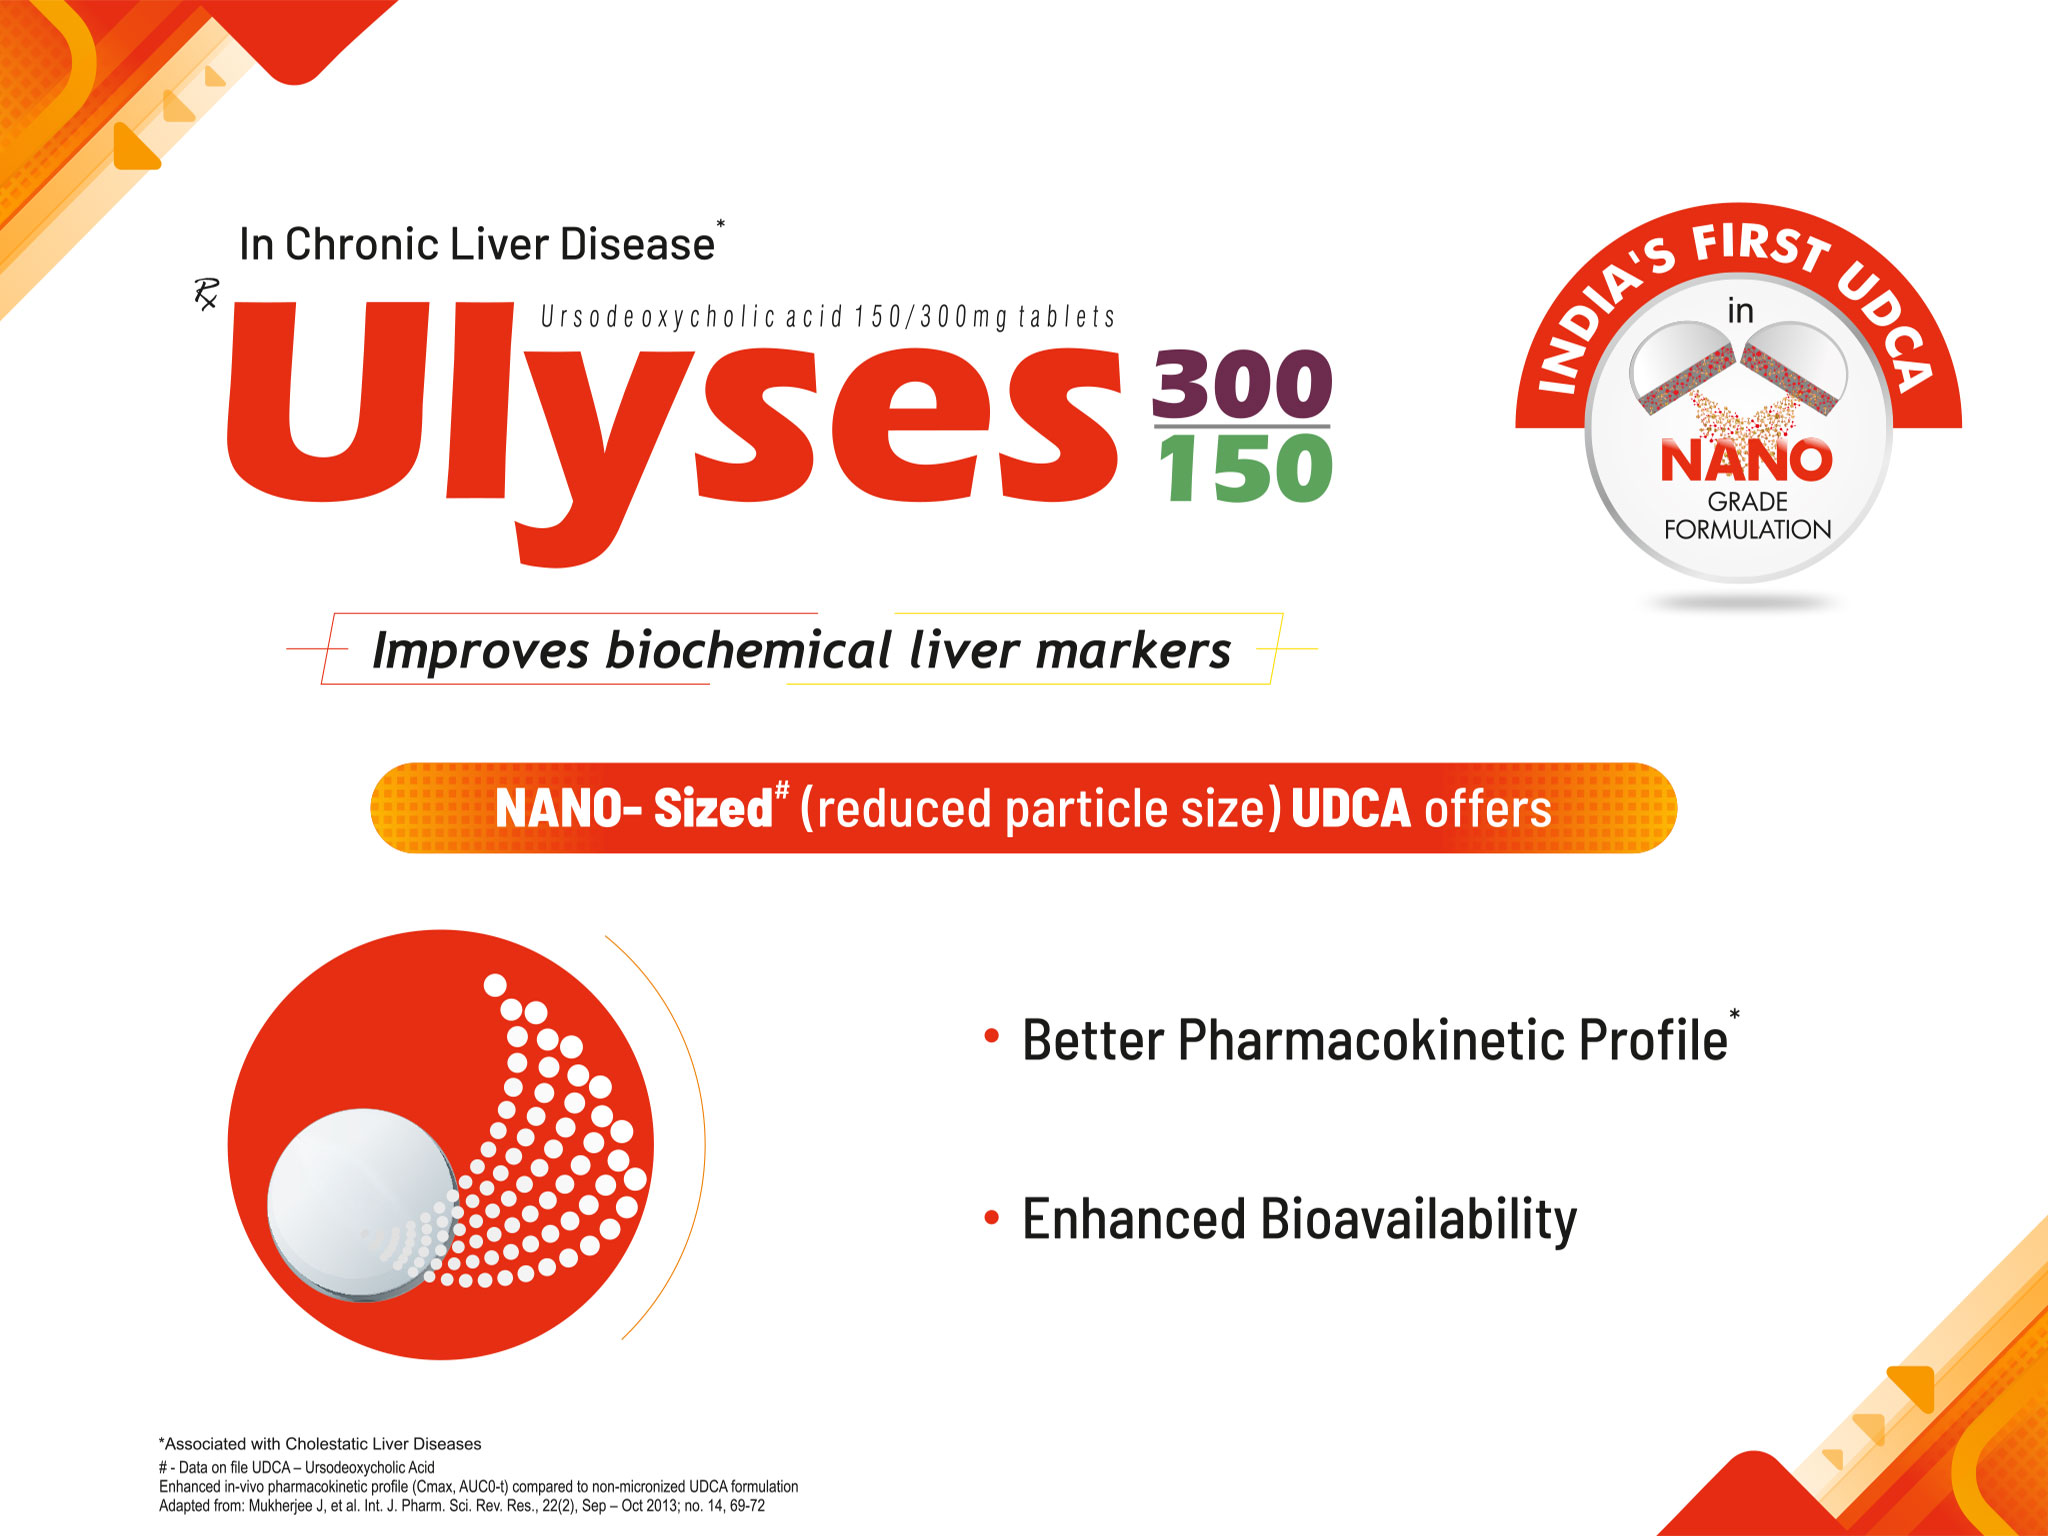 In Chronic Liver Disease*
Rx
Ursodeoxycholic acid 150/300mg tablets
Ulyses 300
150
INDIA'S FIRST UDCA
in
NANO
GRADE
FORMULATION
Improves biochemical liver markers
NANO- Sized# (reduced particle size) UDCA offers
• Better Pharmacokinetic Profile*
• Enhanced Bioavailability
*Associated with Cholestatic Liver Diseases
# - Data on file UDCA – Ursodeoxycholic Acid
Enhanced in-vivo pharmacokinetic profile (Cmax, AUC0-t) compared to non-micronized UDCA formulation
Adapted from: Mukherjee J, et al. Int. J. Pharm. Sci. Rev. Res., 22(2), Sep – Oct 2013; no. 14, 69-72